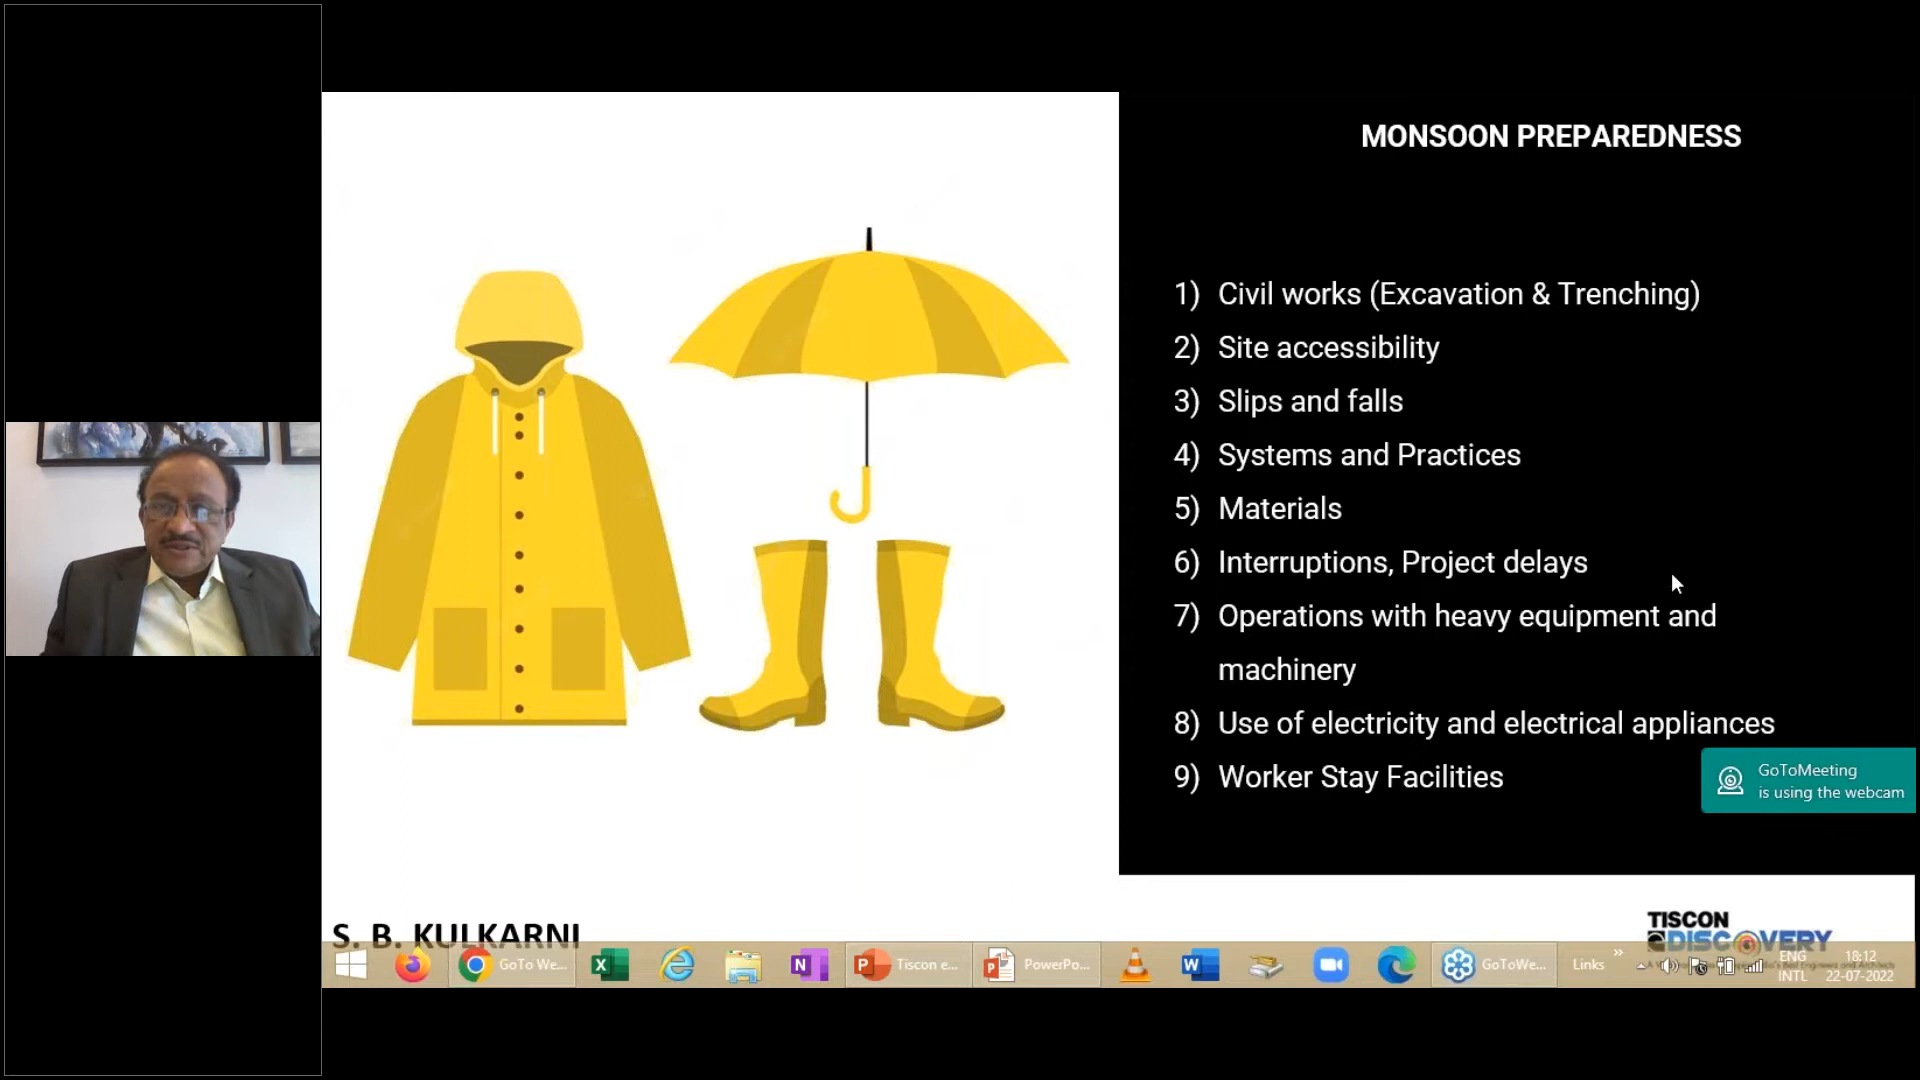 MONSOON PREPAREDNESS
1) Civil works (Excavation & Trenching)
2) Site accessibility
3) Slips and falls
4) Systems and Practices
5) Materials
6) Interruptions, Project delays
7) Operations with heavy equipment and
machinery
8) Use of electricity and electrical appliances
9) Worker Stay Facilities
GoToMeeting
is using the webcam
S. B. KULKARNI
TISCON
DISCOVERY
GoTo We...
Tiscon e...
PowerPo...
GoToWe...
Links
ENG
INTL
18:12
22-07-2022